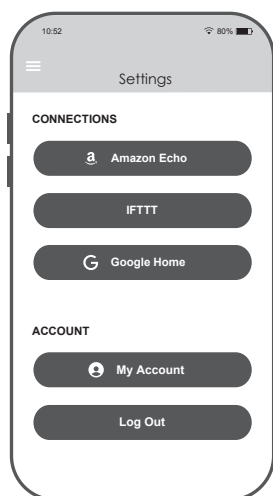 10:52 80%
Settings
CONNECTIONS
a Amazon Echo
IFTTT
G Google Home
ACCOUNT
My Account
Log Out